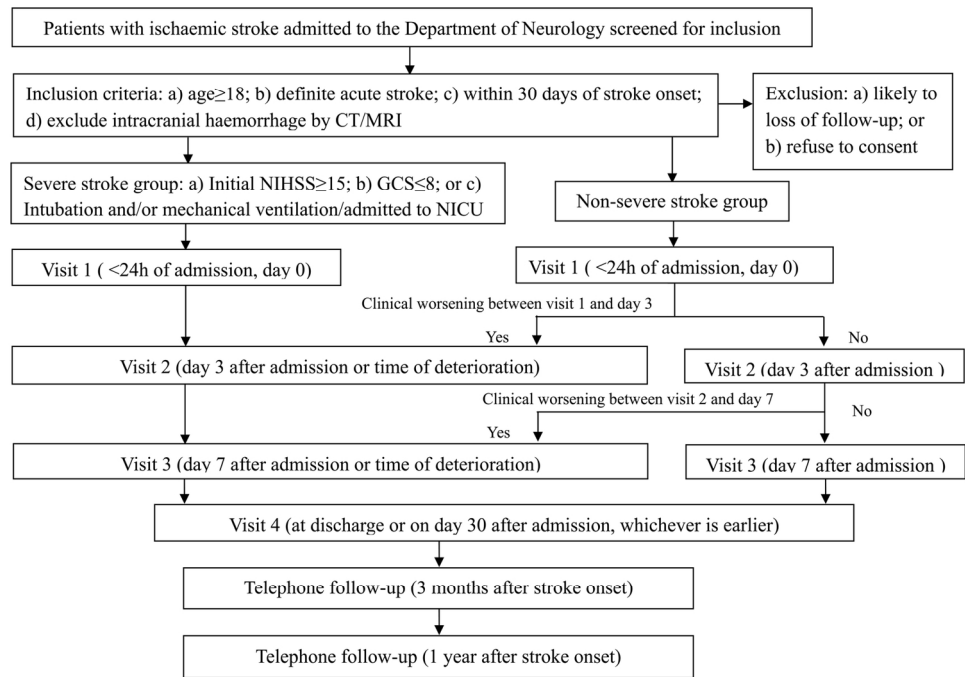 Patients with ischaemic stroke admitted to the Department of Neurology screened for inclusion
Inclusion criteria: a) age≥18; b) definite acute stroke; c) within 30 days of stroke onset;
d) exclude intracranial haemorrhage by CT/MRI
Exclusion: a) likely to
loss of follow-up; or
b) refuse to consent
Severe stroke group: a) Initial NIHSS≥15; b) GCS≤8; or c)
Intubation and/or mechanical ventilation/admitted to NICU
Non-severe stroke group
Visit 1 ( <24h of admission, day 0)
Visit 1 ( <24h of admission, day 0)
Clinical worsening between visit 1 and day 3
Yes
No
Visit 2 (day 3 after admission or time of deterioration)
Visit 2 (day 3 after admission )
Clinical worsening between visit 2 and day 7
Yes
No
Visit 3 (day 7 after admission or time of deterioration)
Visit 3 (day 7 after admission )
Visit 4 (at discharge or on day 30 after admission, whichever is earlier)
Telephone follow-up (3 months after stroke onset)
Telephone follow-up (1 year after stroke onset)